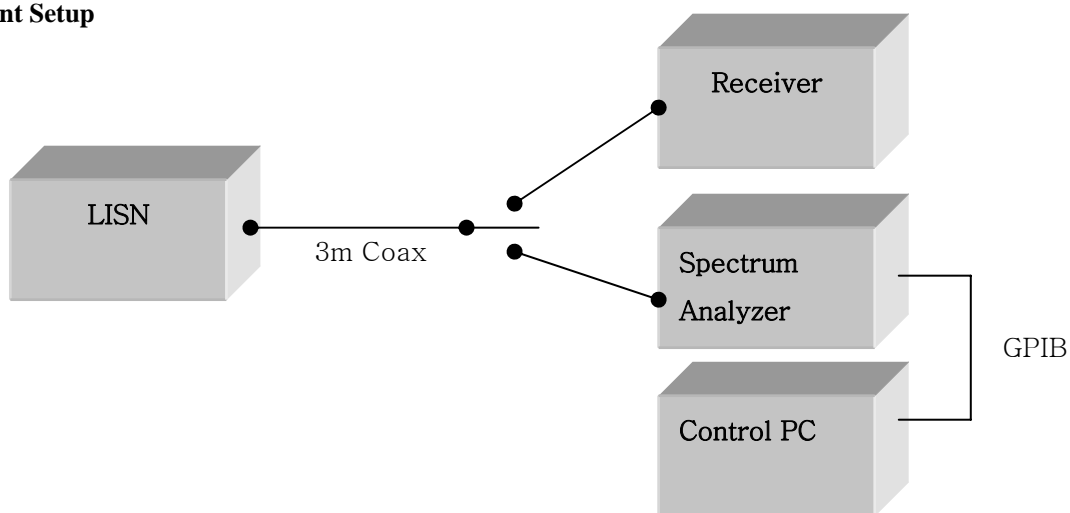 nt Setup
Receiver
LISN
3m Coax
Spectrum
Analyzer
GPIB
Control PC